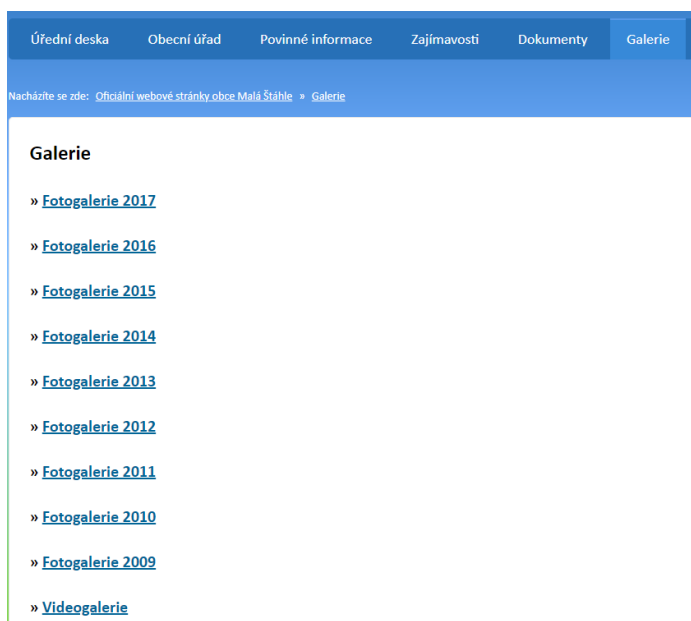 Úřední deska Obecní úřad Povinné informace Zajímavosti Dokumenty Galerie
Nacházíte se zde: Oficiální webové stránky obce Malá Štáhle » Galerie
Galerie
» Fotogalerie 2017
» Fotogalerie 2016
» Fotogalerie 2015
» Fotogalerie 2014
» Fotogalerie 2013
» Fotogalerie 2012
» Fotogalerie 2011
» Fotogalerie 2010
» Fotogalerie 2009
» Videogalerie